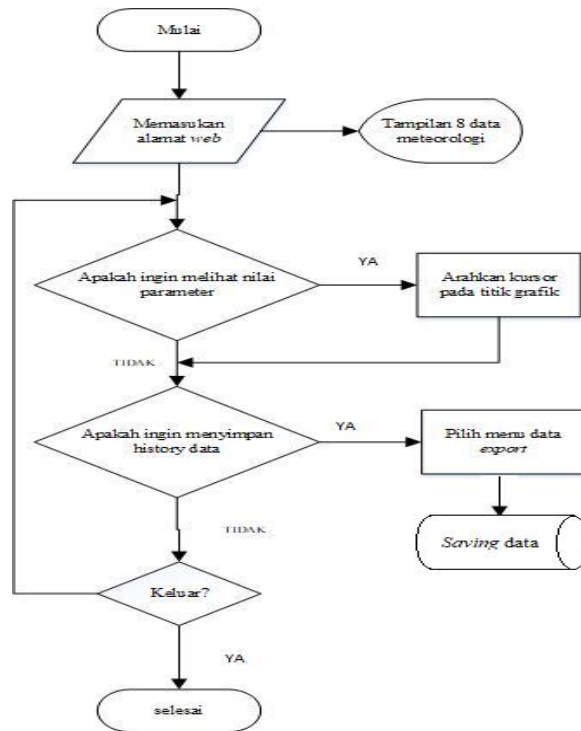 Mulai
Memasukan
alamat web
Tampilan 8 data
meteorologi
Apakah ingin melihat nilai
parameter
YA
Arahkan kursor
pada titik grafik
TIDAK
Apakah ingin menyimpan
history data
YA
Pilih menu data
export
TIDAK
Saving data
Keluar?
YA
selesai